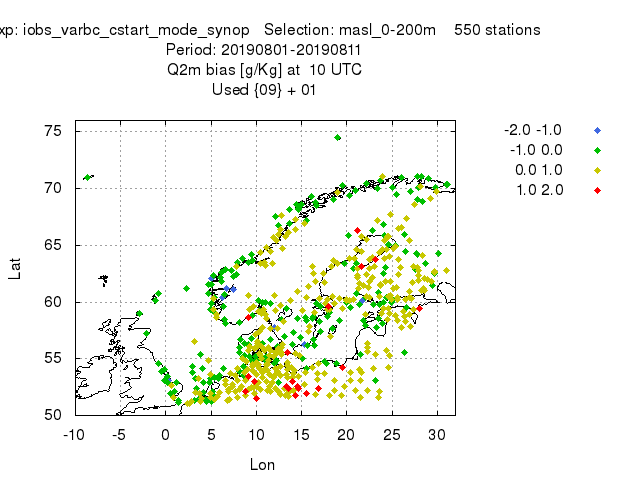 xp: iobs_varbc_cstart_mode_synop Selection: masl_0-200m 550 stations
Period: 20190801-20190811
Q2m bias [g/Kg] at 10 UTC
Used {09} + 01
-2.0 -1.0
-1.0 0.0
0.0 1.0
1.0 2.0
75
70
65
60
55
50
Lat
-10 -5 0 5 10 15 20 25 30
Lon